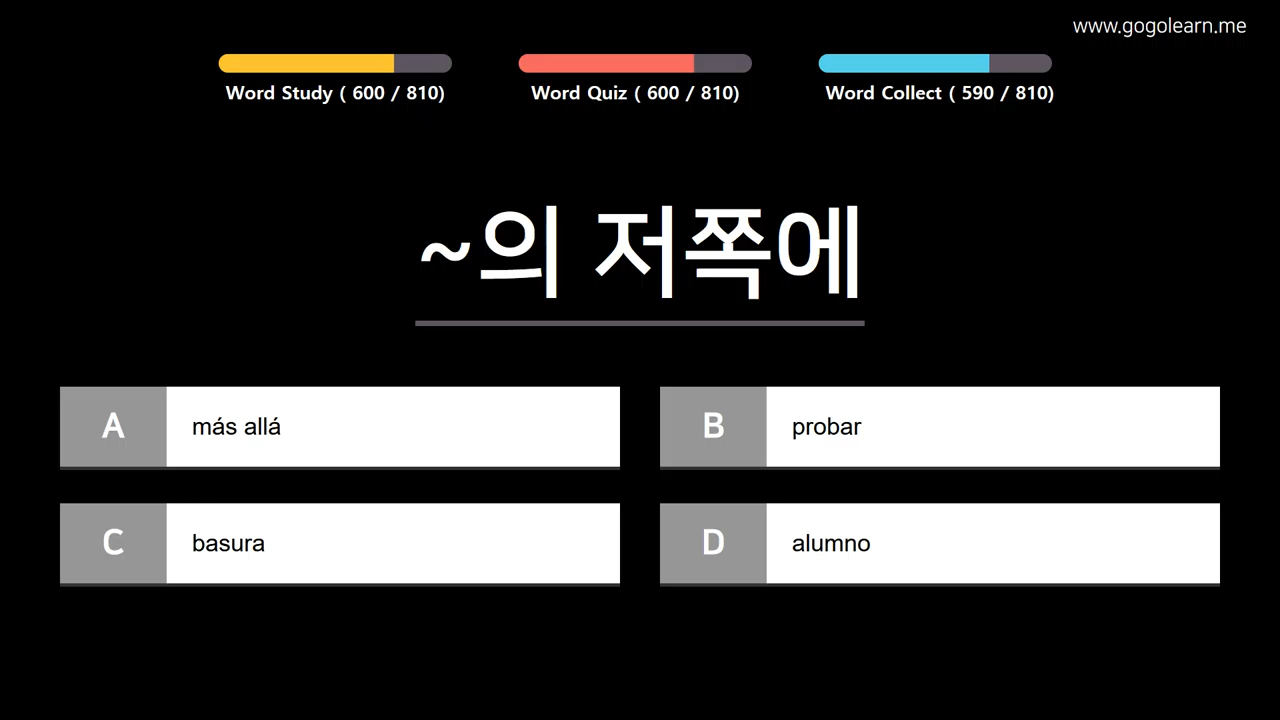 www.gogolearn.me
Word Study ( 600 / 810)
Word Quiz ( 600 / 810)
Word Collect ( 590 / 810)
~의 저쪽에
A
más allá
B
probar
C
basura
D
alumno